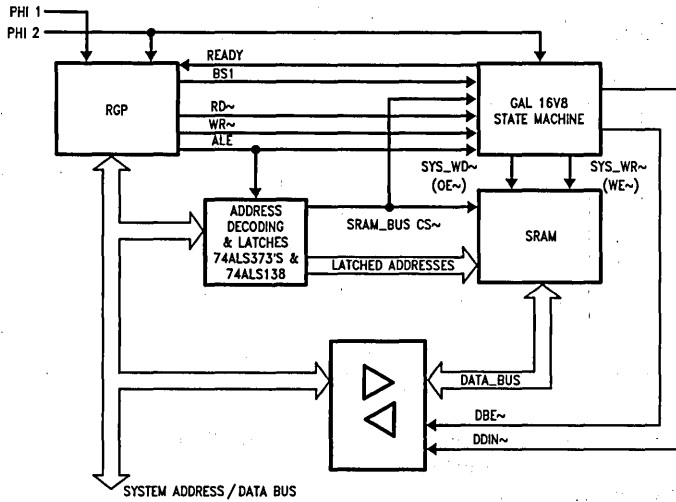 PHI 1
PHI 2
READY
BS1
RGP
RD~
WR~
ALE
GAL 16V8
STATE MACHINE
SYS_WD~
(OE~)
SYS_WR~
(WE~)
ADDRESS
DECODING
& LATCHES
74ALS373'S &
74ALS138
SRAM_BUS CS~
SRAM
LATCHED ADDRESSES
DATA_BUS
DBE~
DDIN~
SYSTEM ADDRESS / DATA BUS